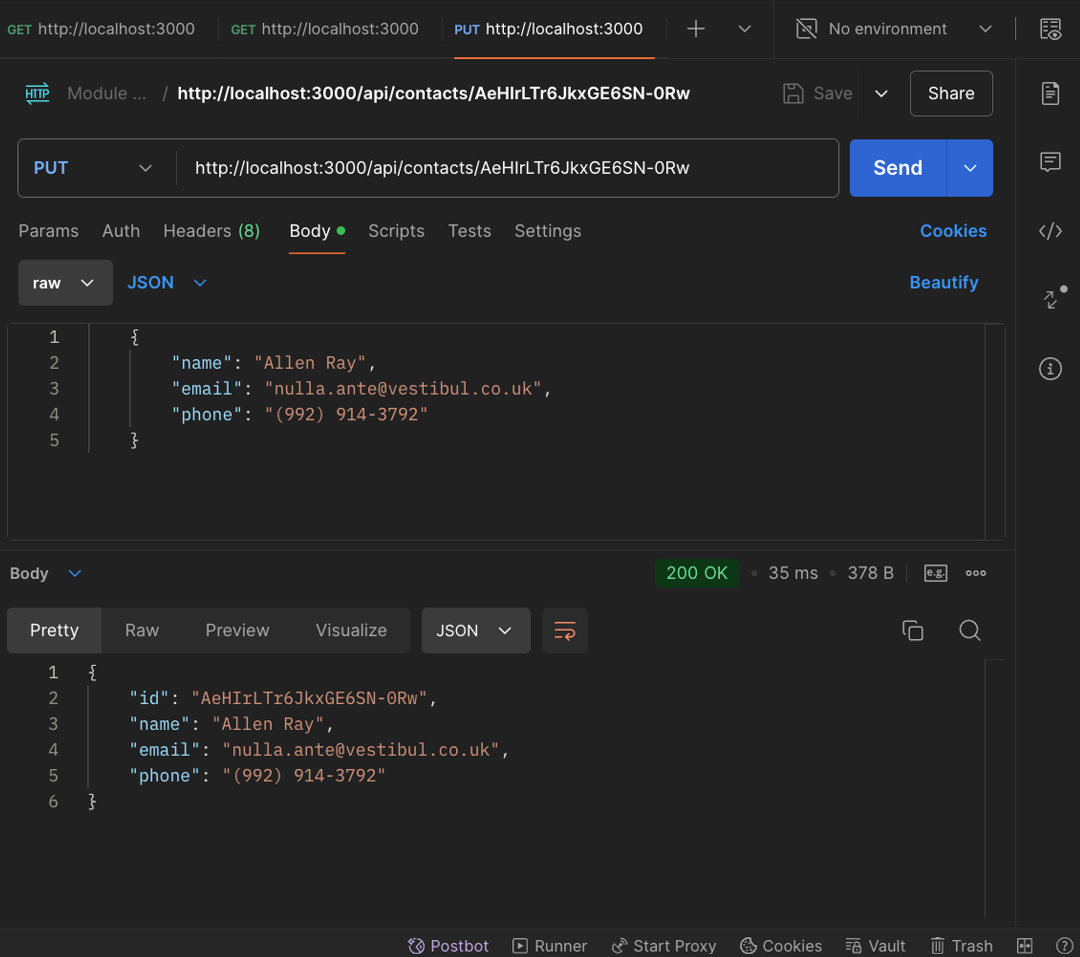 GET http://localhost:3000 GET http://localhost:3000 PUT http://localhost:3000 No environment
HTTP Module ... / http://localhost:3000/api/contacts/AeHIrLTr6JkxGE6SN-0Rw Save Share
PUT http://localhost:3000/api/contacts/AeHIrLTr6JkxGE6SN-0Rw Send
Params Auth Headers (8) Body Scripts Tests Settings Cookies
raw JSON Beautify
1 {
2 "name": "Allen Ray",
3 "email": "nulla.ante@vestibul.co.uk",
4 "phone": "(992) 914-3792"
5 }
Body 200 OK 35 ms 378 B e.g.
Pretty Raw Preview Visualize JSON
1 {
2 "id": "AeHIrLTr6JkxGE6SN-0Rw",
3 "name": "Allen Ray",
4 "email": "nulla.ante@vestibul.co.uk",
5 "phone": "(992) 914-3792"
6 }
Postbot Runner Start Proxy Cookies Vault Trash